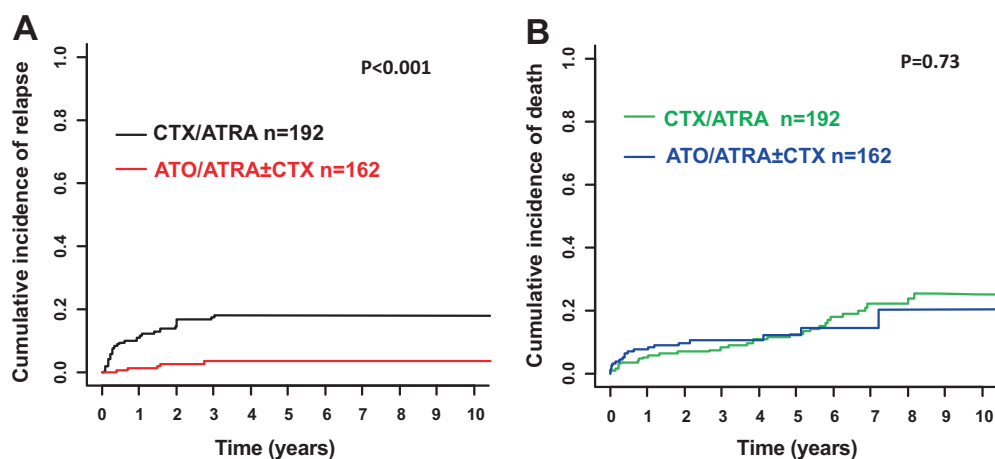 A
Cumulative incidence of relapse
1.0
0.8
0.6
0.4
0.2
0.0
P<0.001
CTX/ATRA n=192
ATO/ATRA±CTX n=162
0 1 2 3 4 5 6 7 8 9 10
Time (years)
B
Cumulative incidence of death
1.0
0.8
0.6
0.4
0.2
0.0
P=0.73
CTX/ATRA n=192
ATO/ATRA±CTX n=162
0 1 2 3 4 5 6 7 8 9 10
Time (years)